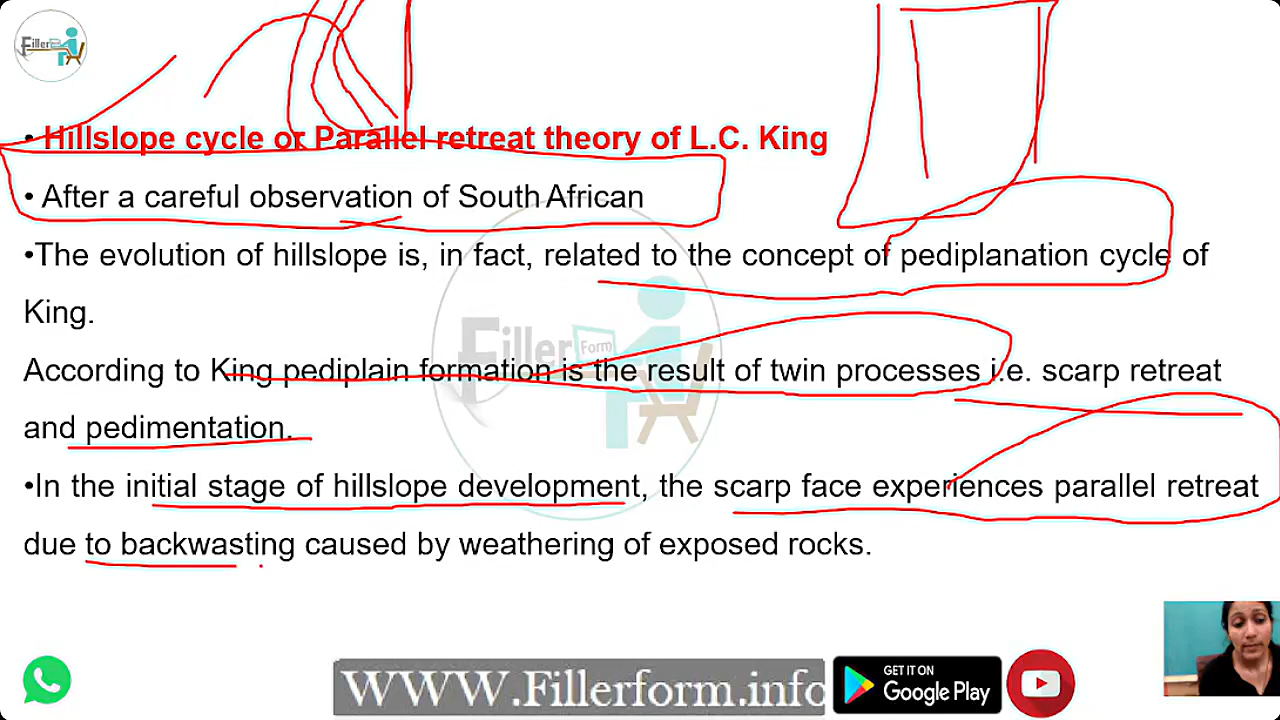 Filler Form
• Hillslope cycle or Parallel retreat theory of L.C. King
• After a careful observation of South African
•The evolution of hillslope is, in fact, related to the concept of pediplanation cycle of
King.
Filler Form
According to King pediplain formation is the result of twin processes i.e. scarp retreat
and pedimentation.
•In the initial stage of hillslope development, the scarp face experiences parallel retreat
due to backwasting caused by weathering of exposed rocks.
WWW.Fillerform.info
GET IT ON
Google Play